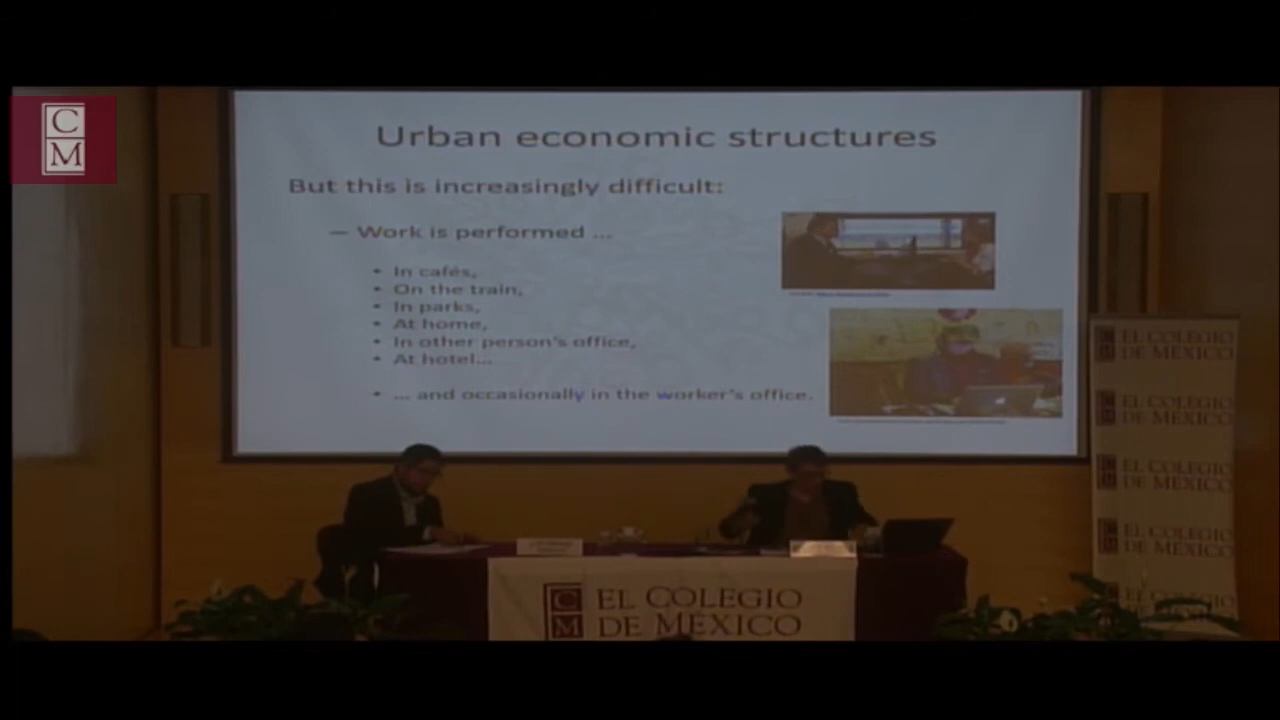 C
M
Urban economic structures
But this is increasingly difficult:
— Work is performed ...
• In cafés,
• On the train,
• In parks,
• At home,
• In other person's office,
• At hotel...
• ... and occasionally in the worker's office.
EL COLEGIO
DE MÉXICO
EL COLEGIO
DE MÉXICO
EL COLEGIO
DE MÉXICO
EL COLEGIO
DE MÉXICO
EL COLEGIO
C
M
EL COLEGIO
DE MÉXICO